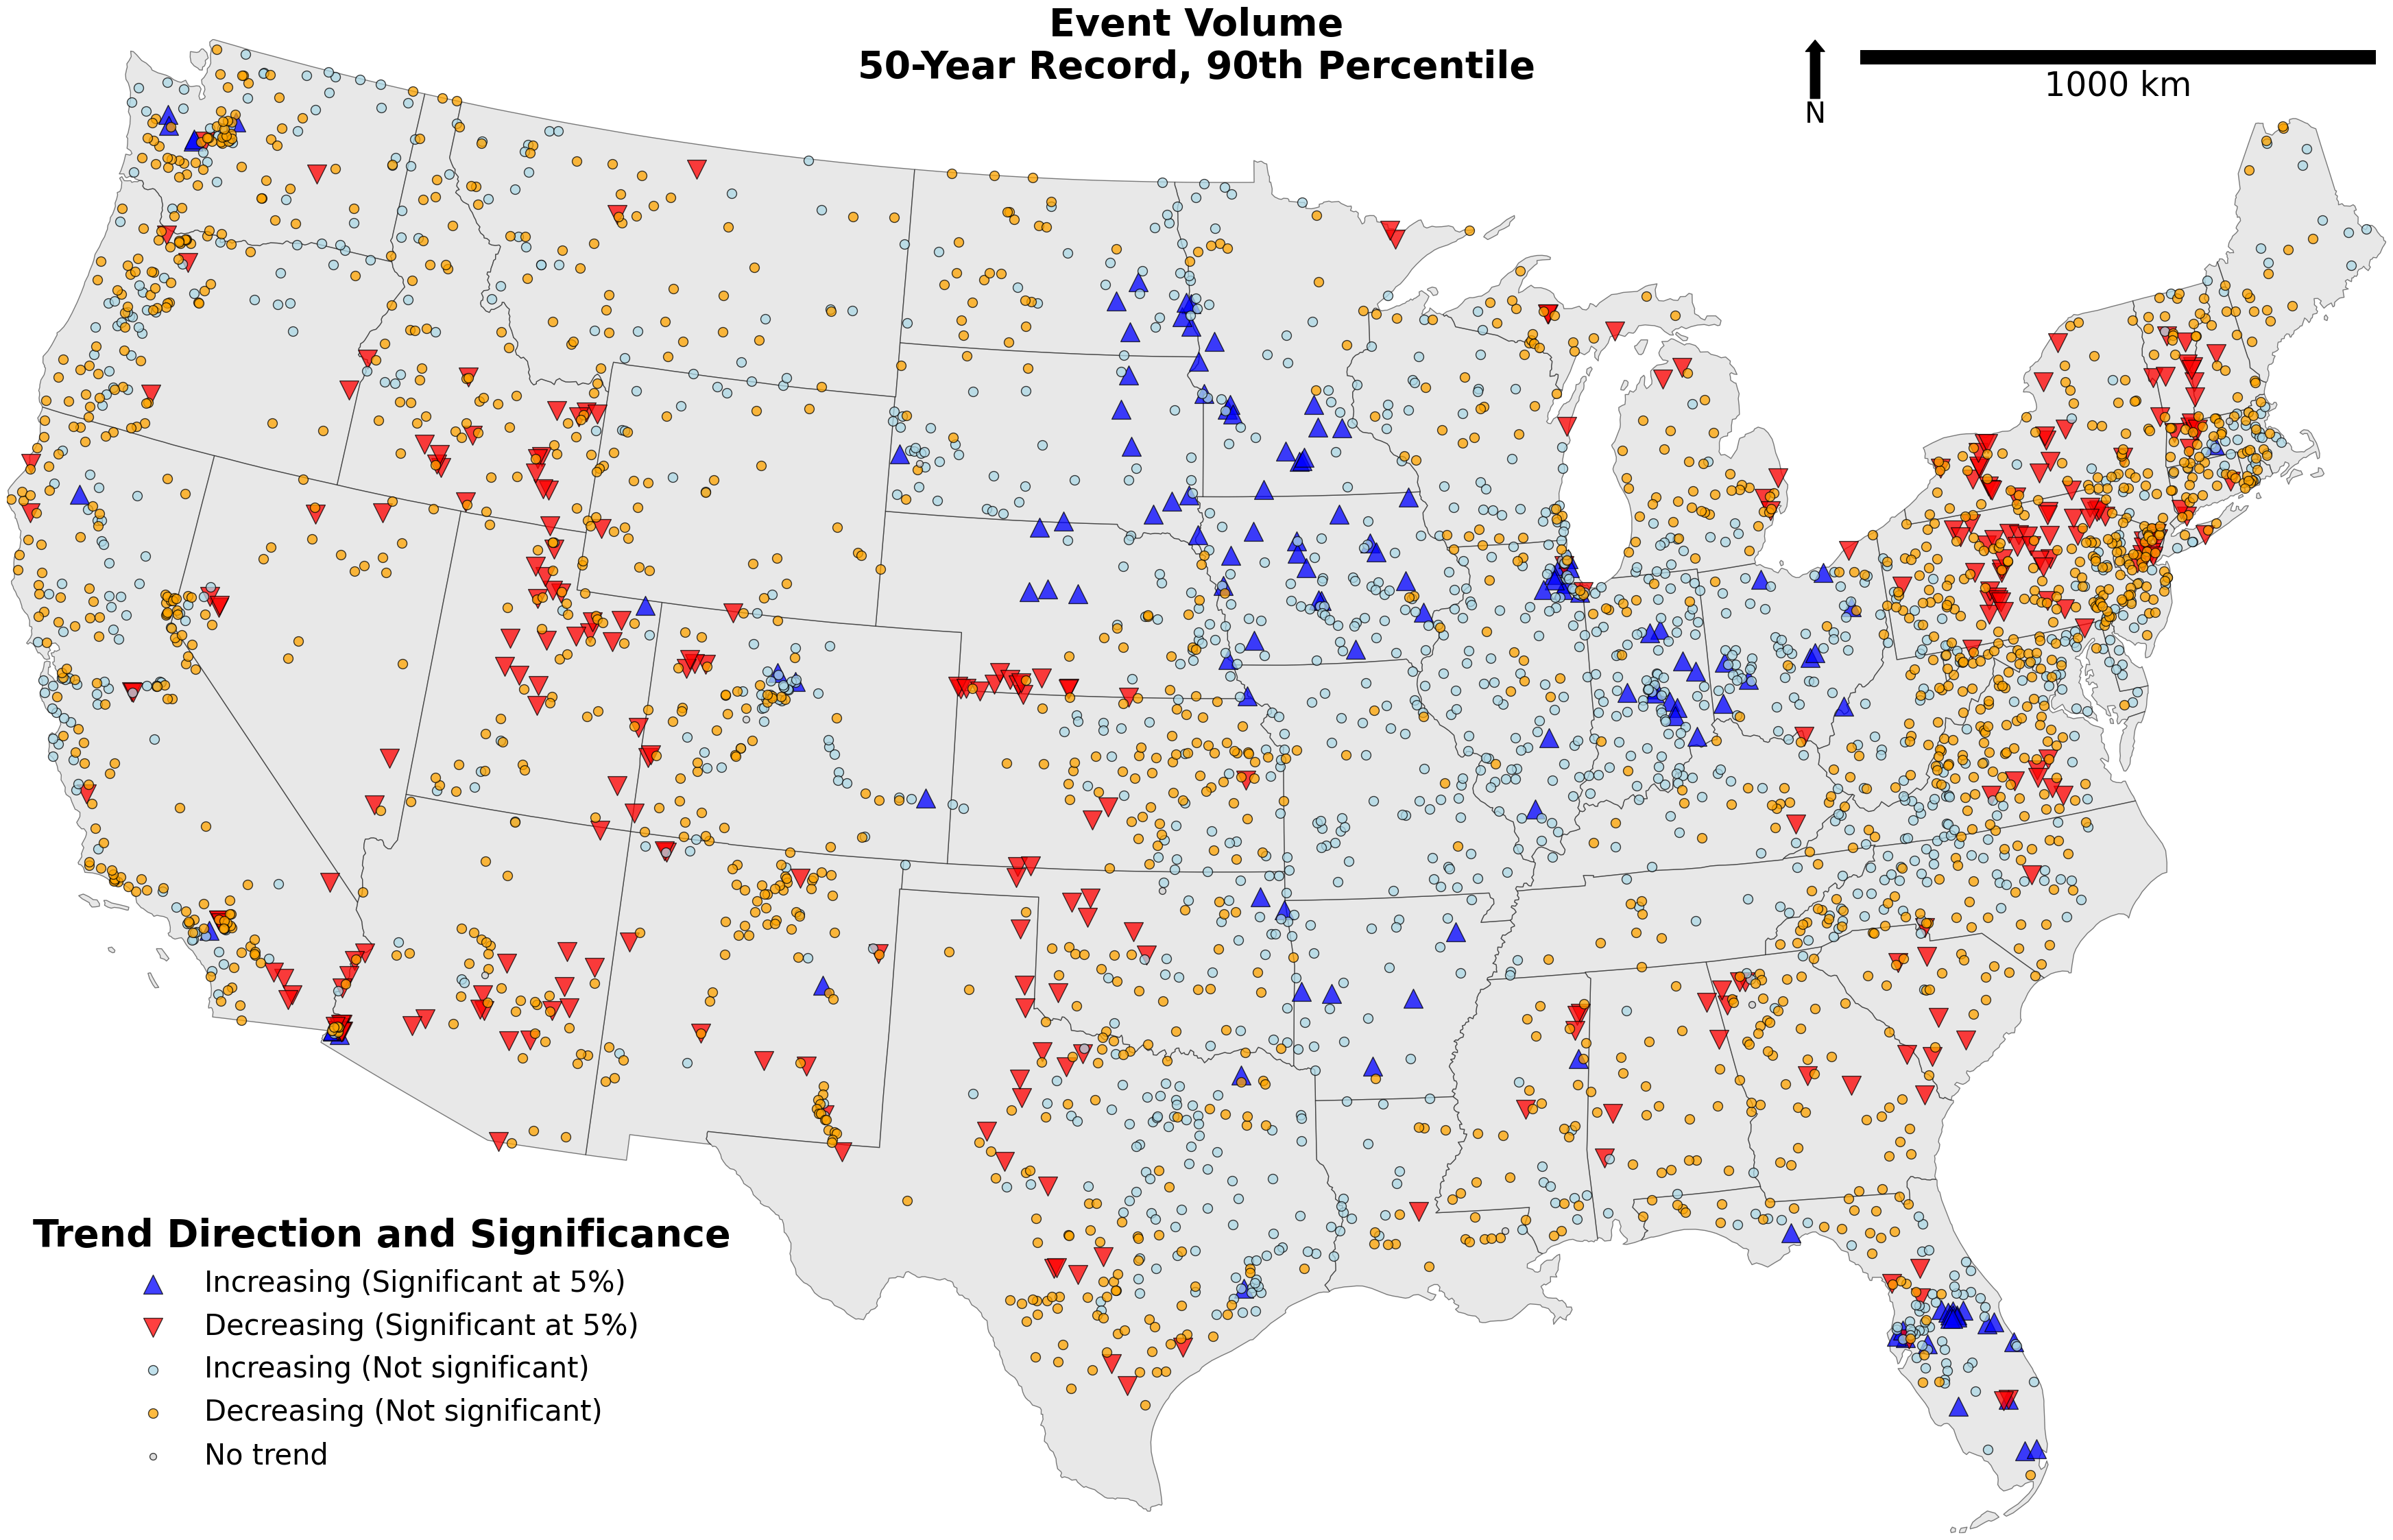 Event Volume
50-Year Record, 90th Percentile
1000 km
N
Trend Direction and Significance
Increasing (Significant at 5%)
Decreasing (Significant at 5%)
Increasing (Not significant)
Decreasing (Not significant)
No trend